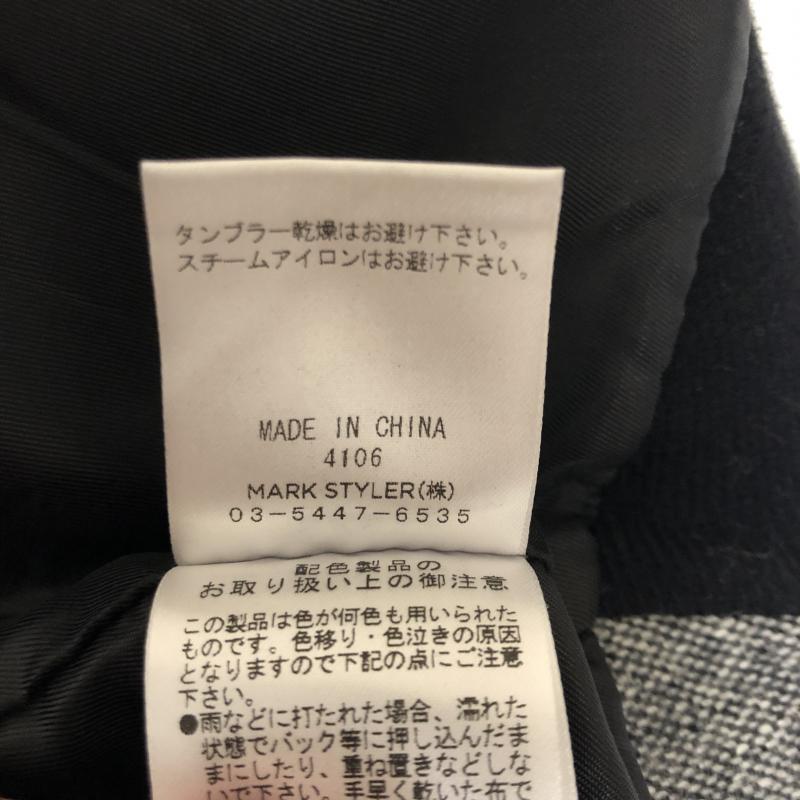 タンブラー乾燥はお避け下さい。
スチームアイロンはお避け下さい。
MADE IN CHINA
4106
MARK STYLER(株)
03-5447-6535
配色製品の
お取り扱い上の御注意
この製品は色が何色も用いられた
ものです。色移り・色泣きの原因
となりますので下記の点にご注意
下さい。
●雨などに打たれた場合、濡れた
状態でバック等に押し込んだま
まにしたり、重ね置きなどしな
いで下さい。手早く乾いた布で